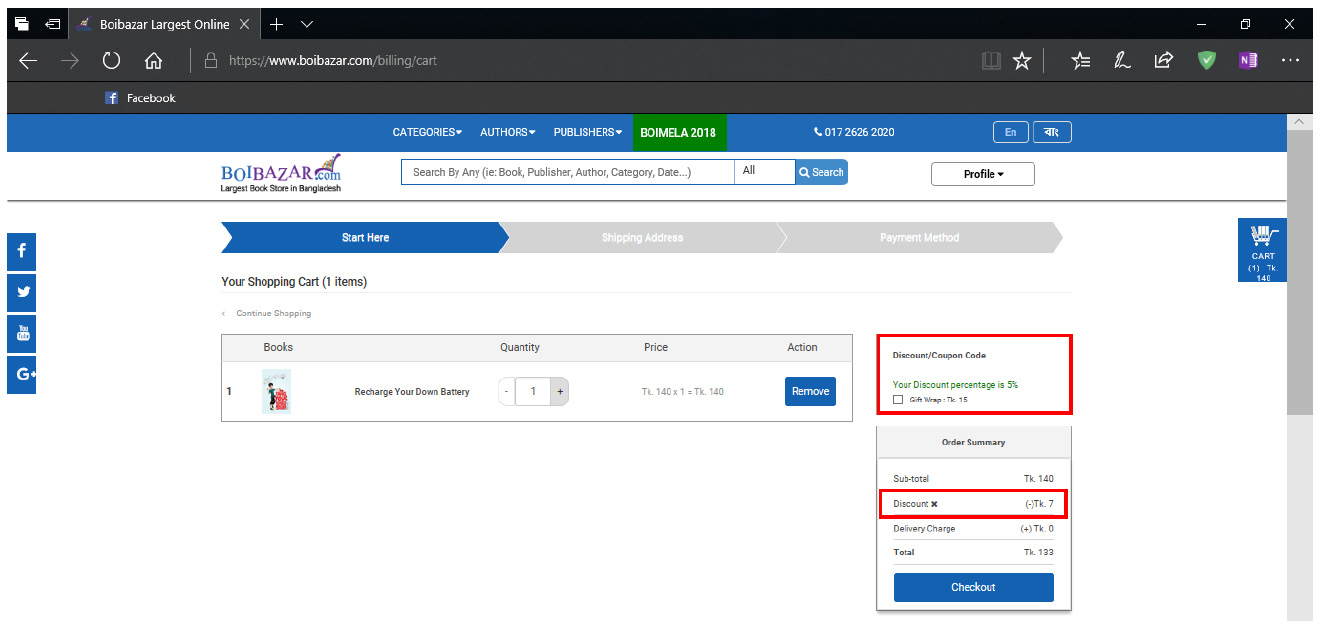 Boibazar Largest Online
https://www.boibazar.com/billing/cart
Facebook
CATEGORIES AUTHORS PUBLISHERS BOIMELA 2018 017 2626 2020 En বাং
BOIBAZAR.com
Largest Book Store in Bangladesh
Search By Any (ie: Book, Publisher, Author, Category, Date...) All Search
Profile
Start Here Shipping Address Payment Method
CART
(1) Tk.
140
Your Shopping Cart (1 items)
< Continue Shopping
Books Quantity Price Action
1 Recharge Your Down Battery - 1 + Tk. 140 x 1 = Tk. 140 Remove
Discount/Coupon Code
Your Discount percentage is 5%
Gift Wrap : Tk. 15
Order Summary
Sub-total Tk. 140
Discount ✖ (-)Tk. 7
Delivery Charge (+) Tk. 0
Total Tk. 133
Checkout
f
You Tube
G+
N